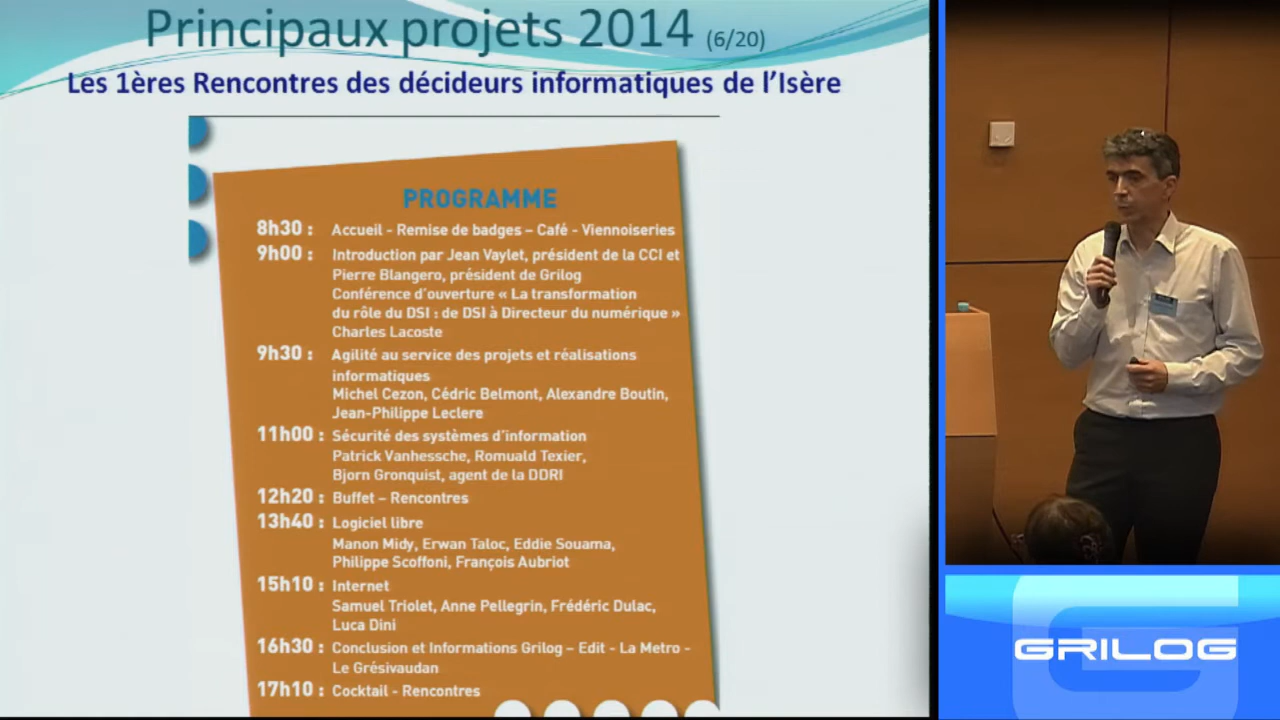 Principaux projets 2014 (6/20)
Les 1ères Rencontres des décideurs informatiques de l'Isère
PROGRAMME
8h30 : Accueil - Remise de badges – Café - Viennoiseries
9h00 : Introduction par Jean Vaylet, président de la CCI et
Pierre Blangero, président de Grilog
Conférence d'ouverture « La transformation
du rôle du DSI : de DSI à Directeur du numérique »
Charles Lacoste
9h30 : Agilité au service des projets et réalisations
informatiques
Michel Cezon, Cédric Belmont, Alexandre Boutin,
Jean-Philippe Leclere
11h00 : Sécurité des systèmes d'information
Patrick Vanhessche, Romuald Texier,
Bjorn Gronquist, agent de la DDRI
12h20 : Buffet – Rencontres
13h40 : Logiciel libre
Manon Midy, Erwan Taloc, Eddie Souama,
Philippe Scoffoni, François Aubriot
15h10 : Internet
Samuel Triolet, Anne Pellegrin, Frédéric Dulac,
Luca Dini
16h30 : Conclusion et Informations Grilog – Edit - La Metro -
Le Grésivaudan
17h10 : Cocktail - Rencontres
GRILOG